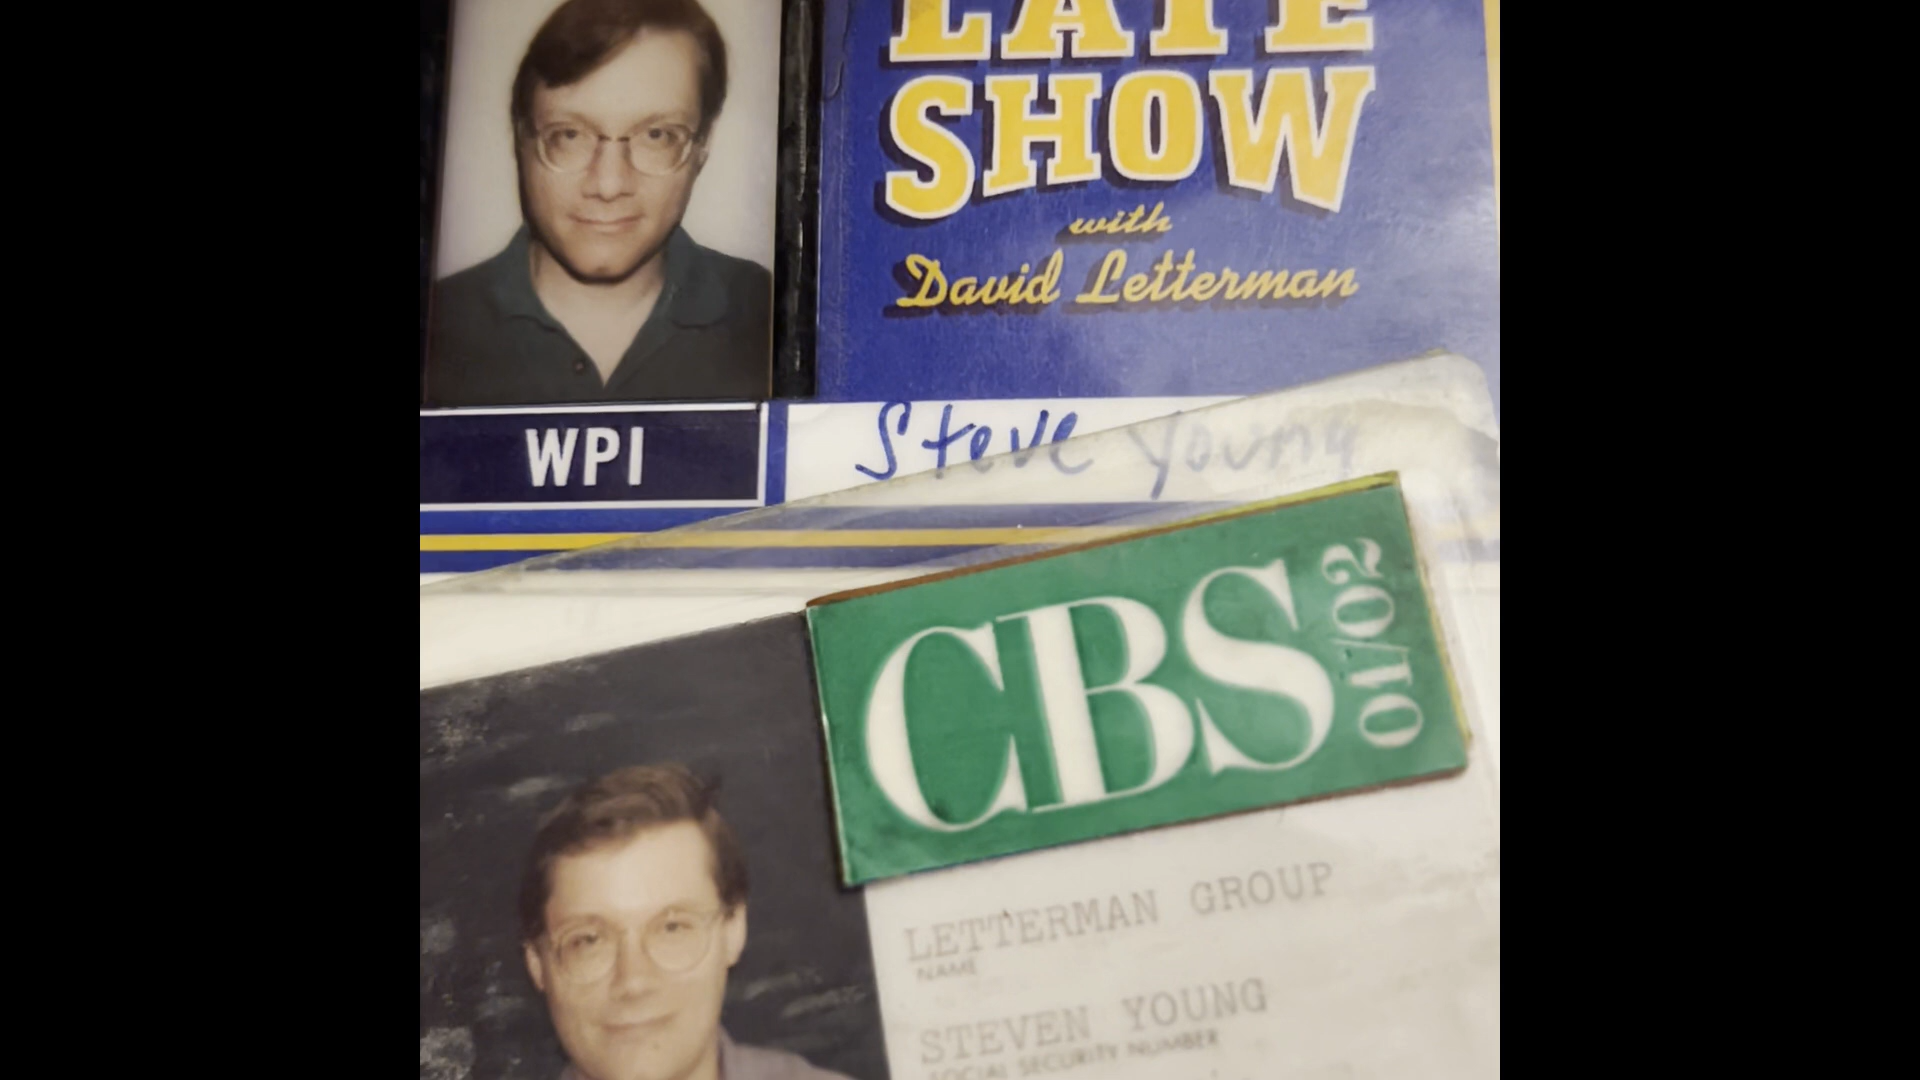 LATE
SHOW
with
David Letterman
WPI
Steve Young
CBS 01/02
LETTERMAN GROUP
NAME
STEVEN YOUNG
SOCIAL SECURITY NUMBER